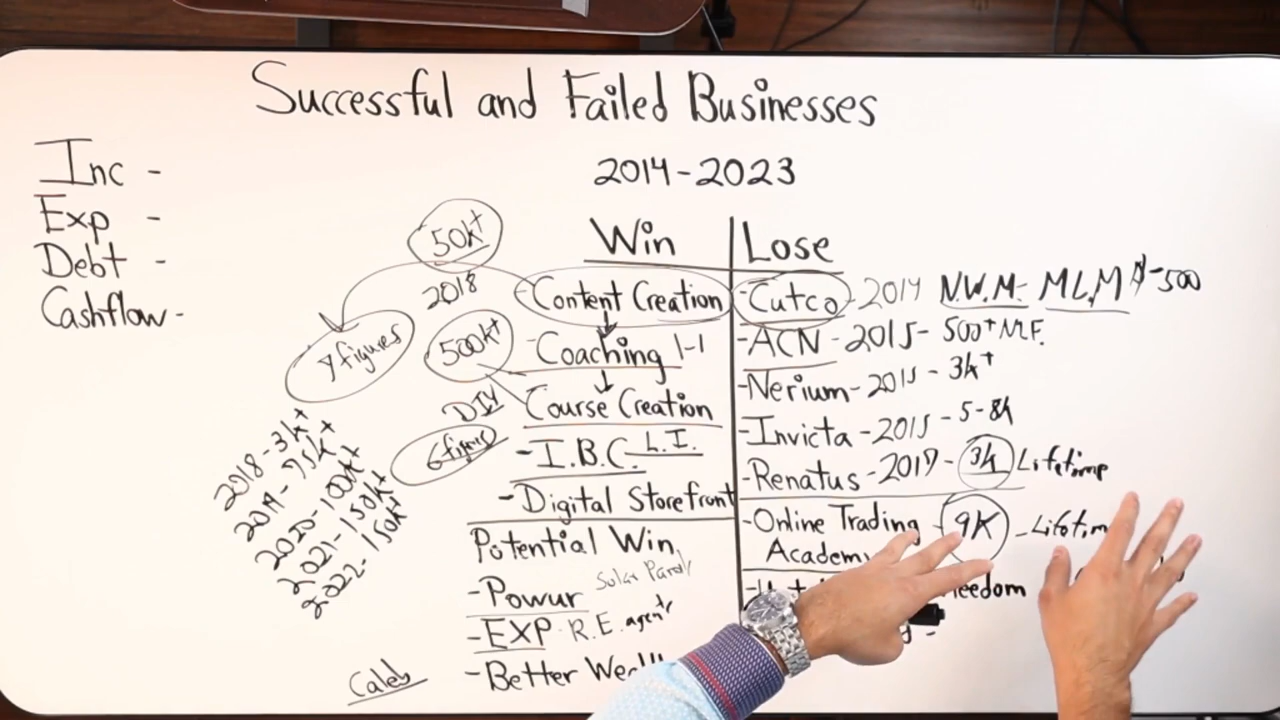 Successful and Failed Businesses
2014-2023
Inc -
Exp -
Debt -
Cashflow -
50k+
2018
7 figures
500k+
DIY
6 figure
2018-3k+
2019-75k+
2020-100k+
2021-150k+
2022-150k+
Caleb
Win
- Content Creation
- Coaching 1-1
Course Creation
- I.B.C. L.I.
- Digital Storefront
Potential Win
- Powur Solar
- EXP R.E. agent
- Better
Lose
- Cutco - 2014 N.W.M- MLM $-500
- ACN - 2015- 500+
- Nerium- 2015 - 3k+
- Invicta - 2015 - 5-8k
- Renatus - 2017 - 3k Lifetime
- Online Trading - 9K -
Academy